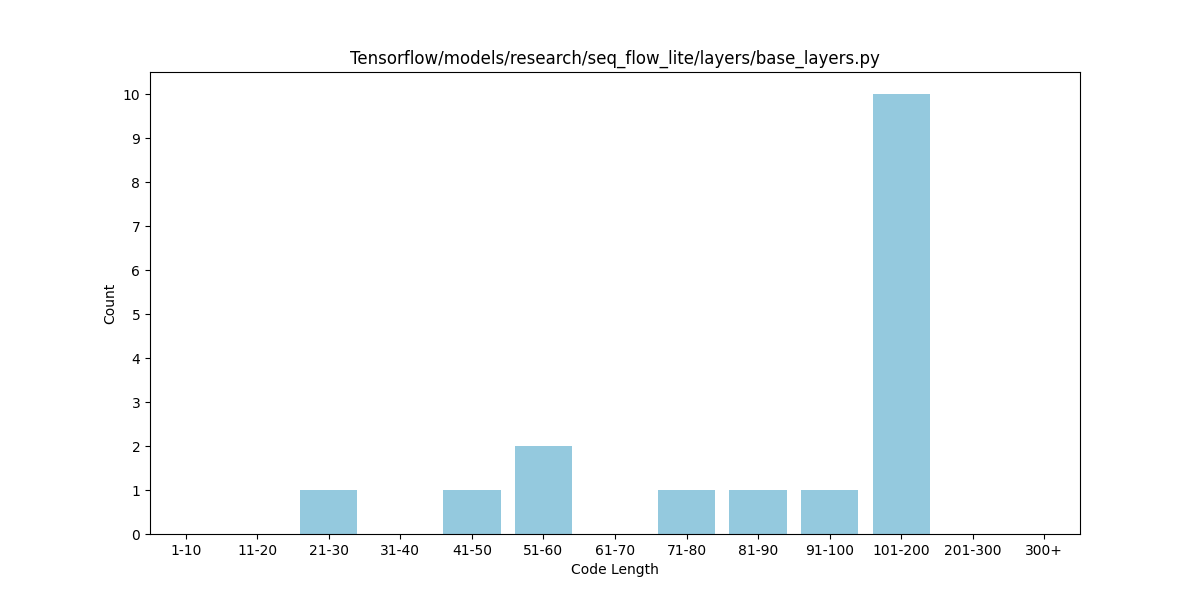 Tensorflow/models/research/seq_flow_lite/layers/base_layers.py
10
9
8
7
6
5
4
3
2
1
0
Count
1-10 11-20 21-30 31-40 41-50 51-60 61-70 71-80 81-90 91-100 101-200 201-300 300+
Code Length